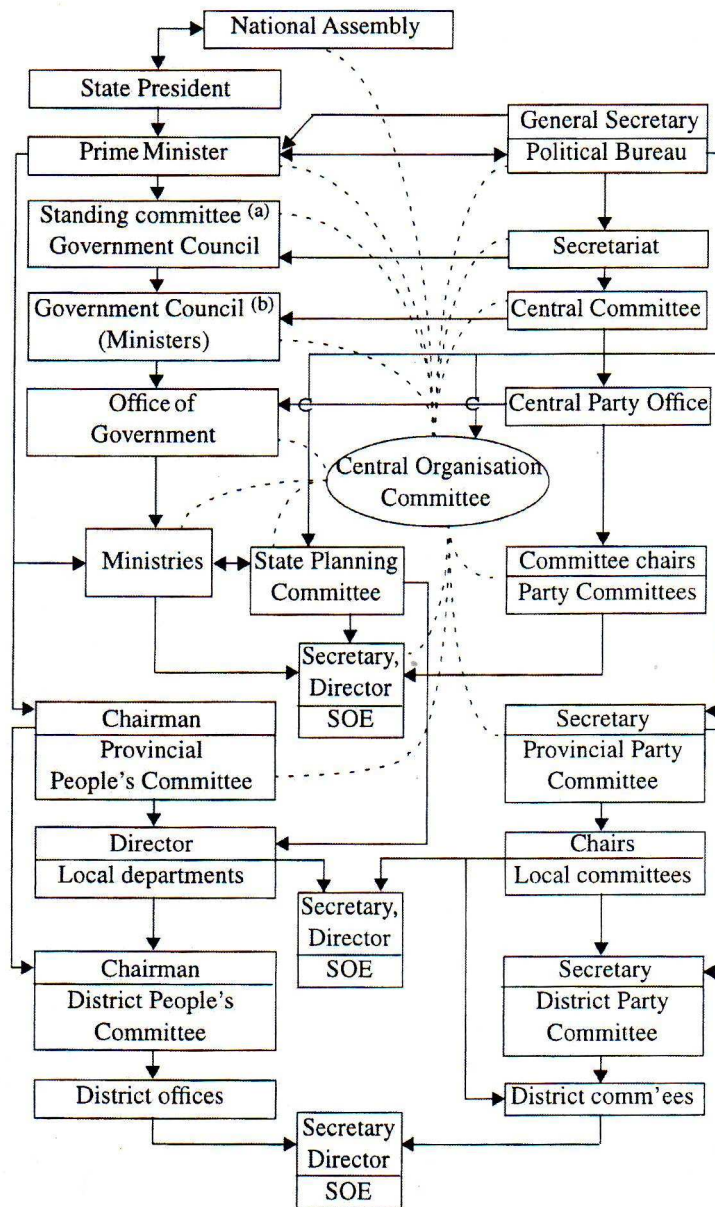 National Assembly
State President
General Secretary
Political Bureau
Prime Minister
Standing committee (a)
Government Council
Secretariat
Government Council (b)
(Ministers)
Central Committee
Office of
Government
C
C
Central Party Office
Central Organisation
Committee
Ministries
State Planning
Committee
Committee chairs
Party Committees
Secretary,
Director
SOE
Chairman
Provincial
People's Committee
Secretary
Provincial Party
Committee
Director
Local departments
Chairs
Local committees
Secretary,
Director
SOE
Chairman
District People's
Committee
Secretary
District Party
Committee
District offices
District comm'ees
Secretary
Director
SOE